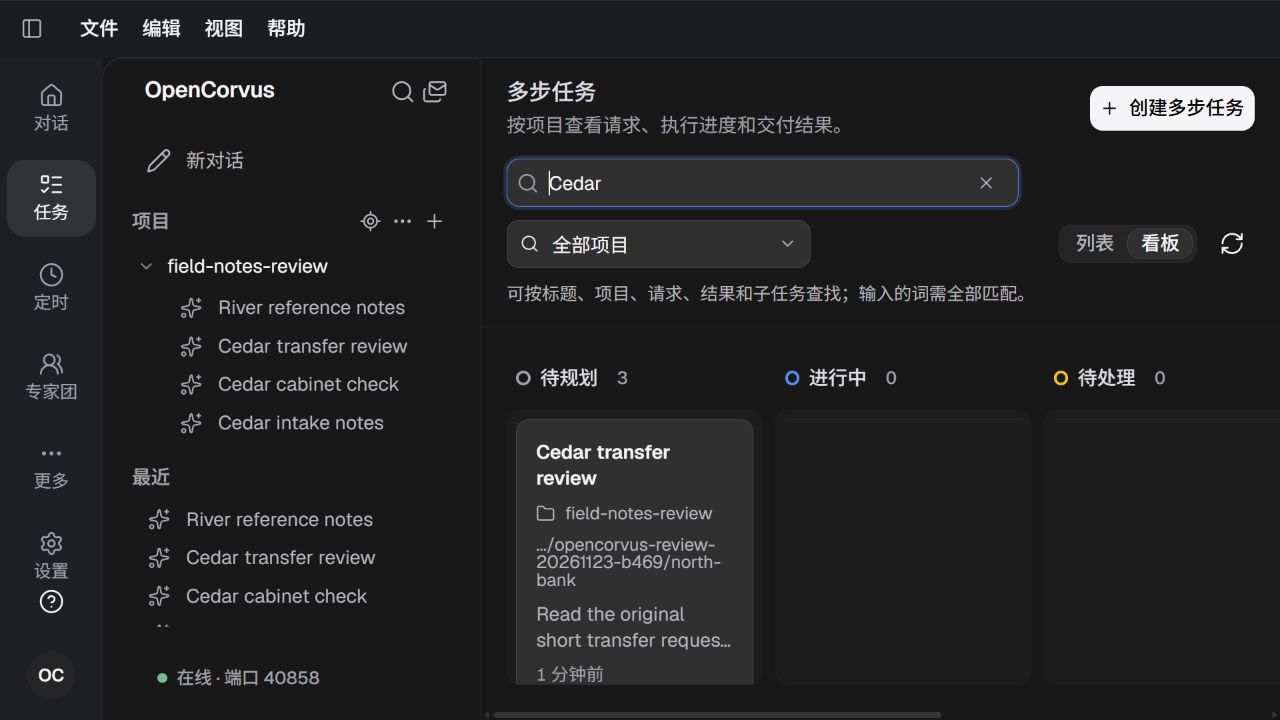 文件 编辑 视图 帮助
对话
任务
定时
专家团
更多
设置
OC
OpenCorvus
新对话
项目
field-notes-review
River reference notes
Cedar transfer review
Cedar cabinet check
Cedar intake notes
最近
River reference notes
Cedar transfer review
Cedar cabinet check
在线 · 端口 40858
多步任务
按项目查看请求、执行进度和交付结果。
+ 创建多步任务
Cedar
全部项目
列表 看板
可按标题、项目、请求、结果和子任务查找；输入的词需全部匹配。
待规划 3
进行中 0
待处理 0
Cedar transfer
review
field-notes-review
.../opencorvus-review-
20261123-b469/north-
bank
Read the original
short transfer reques...
1 分钟前